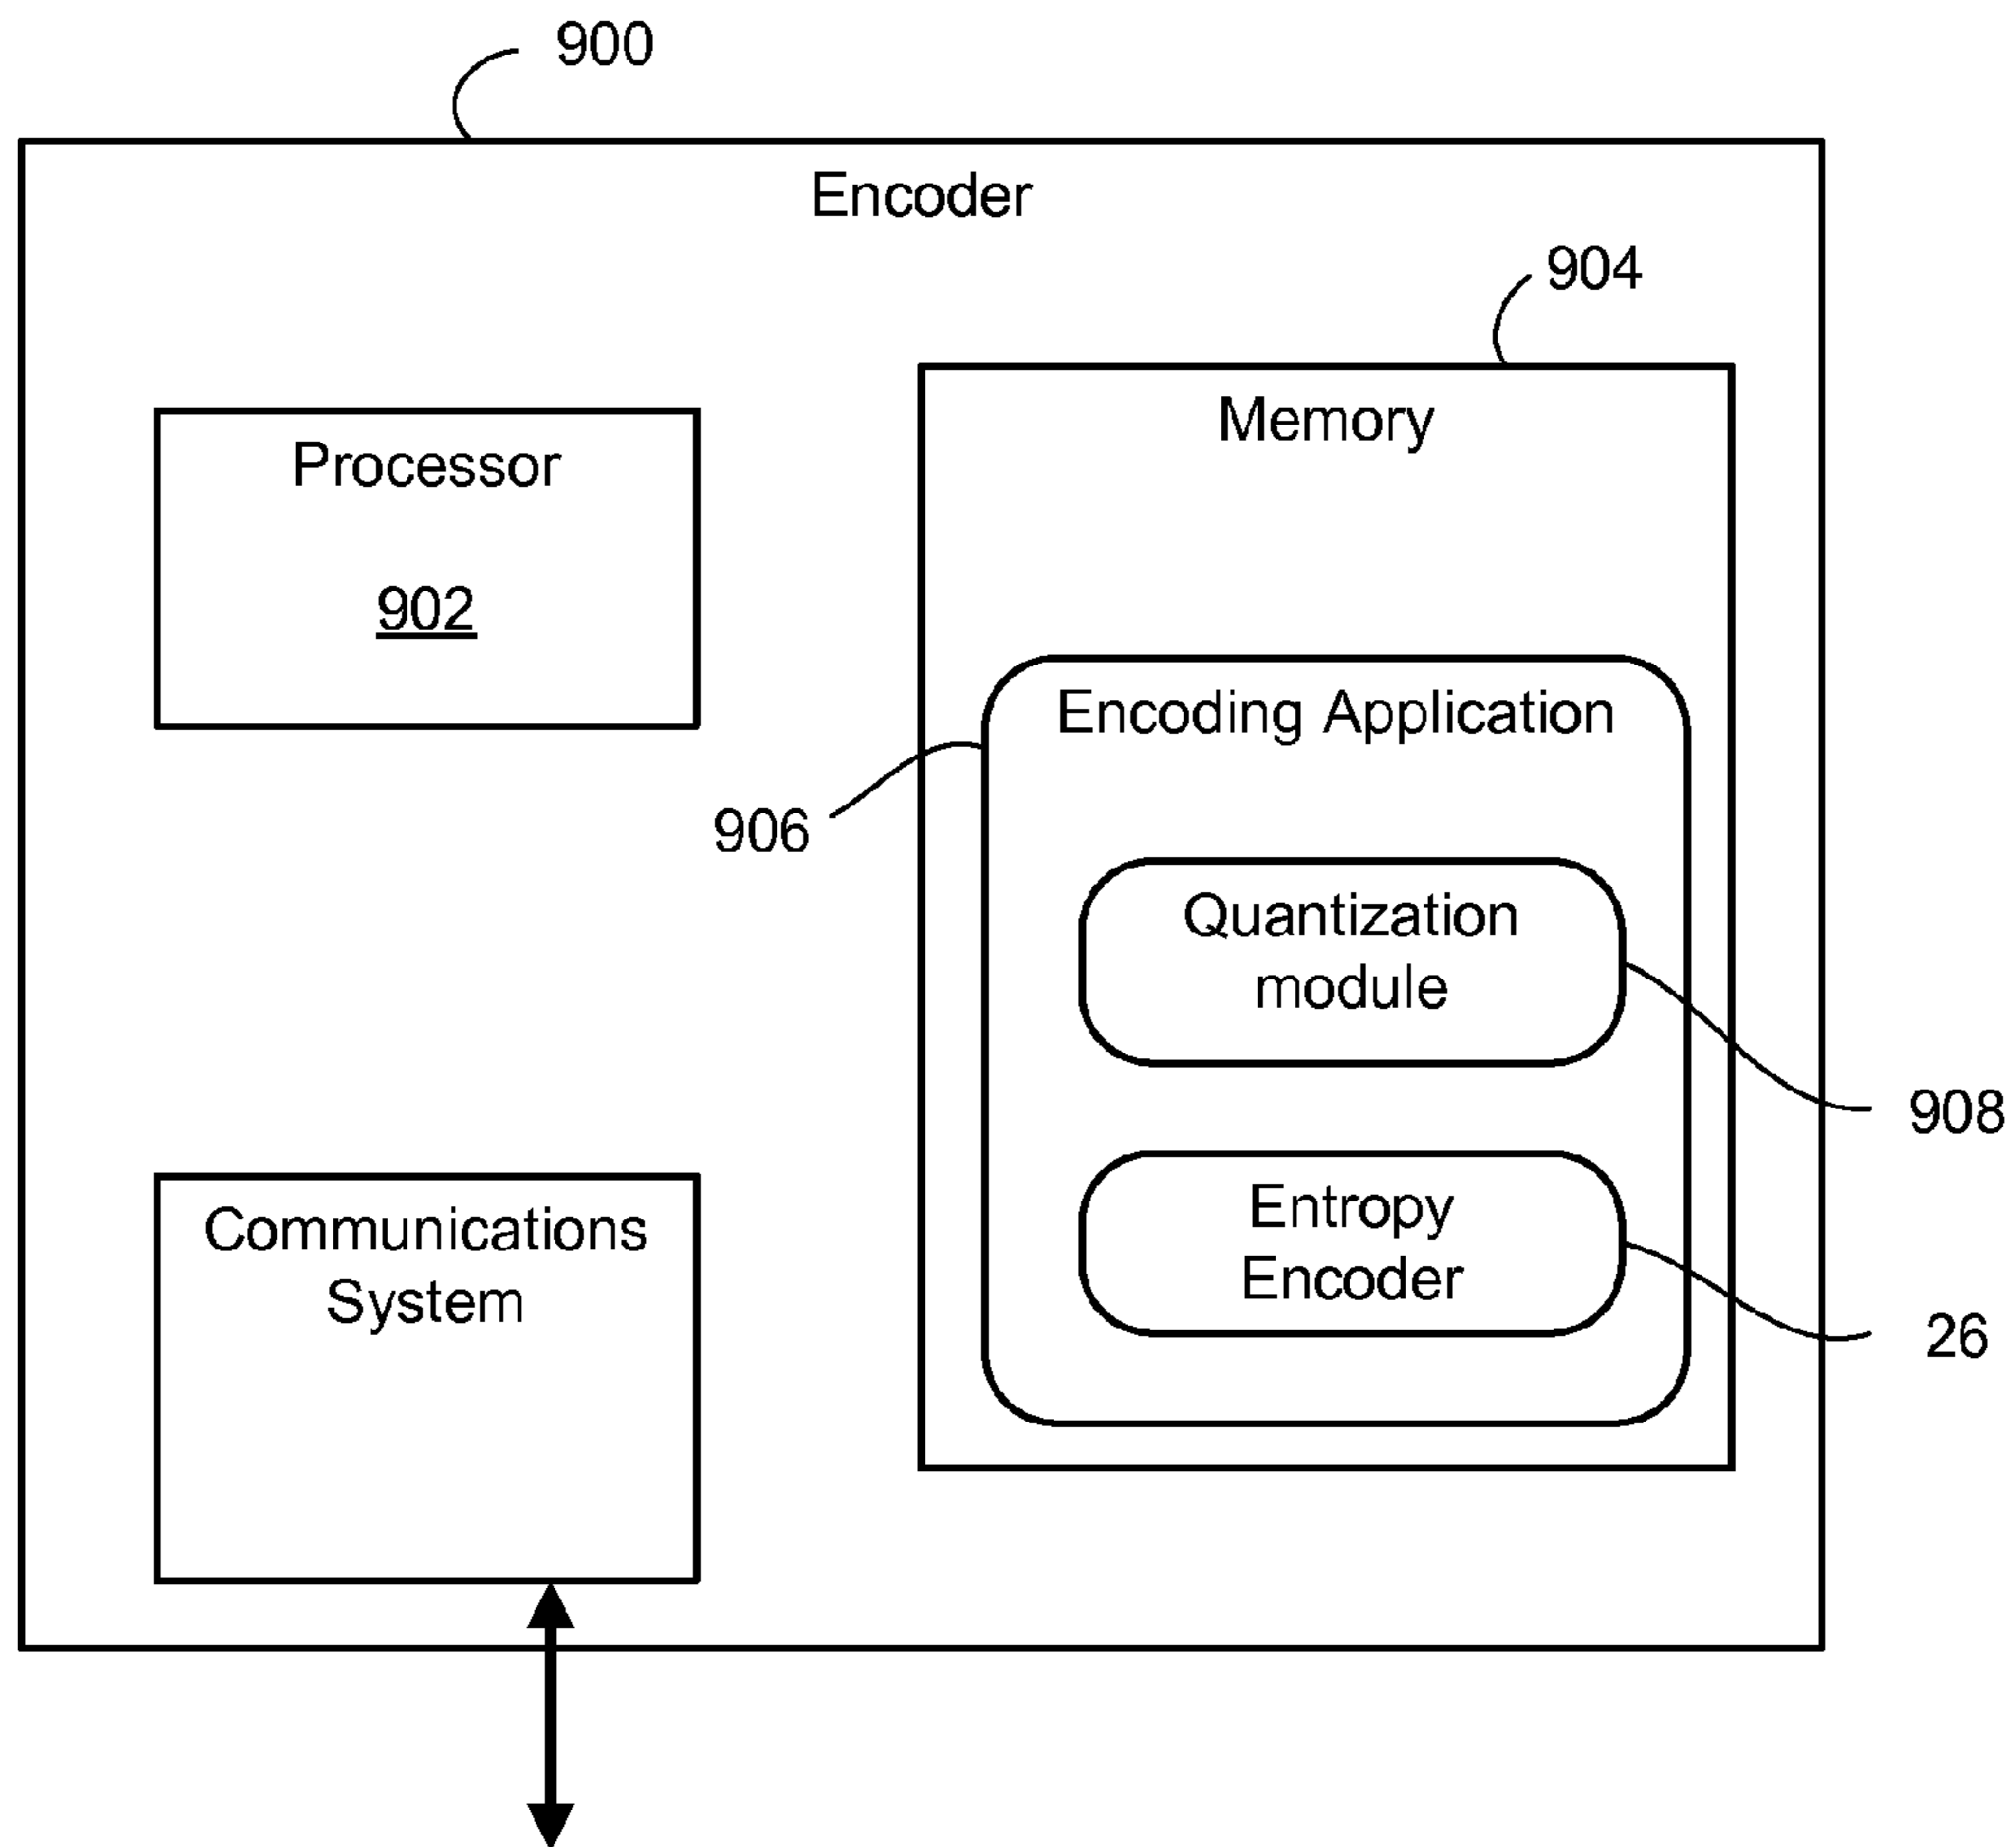 900
Encoder
904
Memory
Processor
902
Encoding Application
906
Quantization
module
908
Communications
System
Entropy
Encoder
26